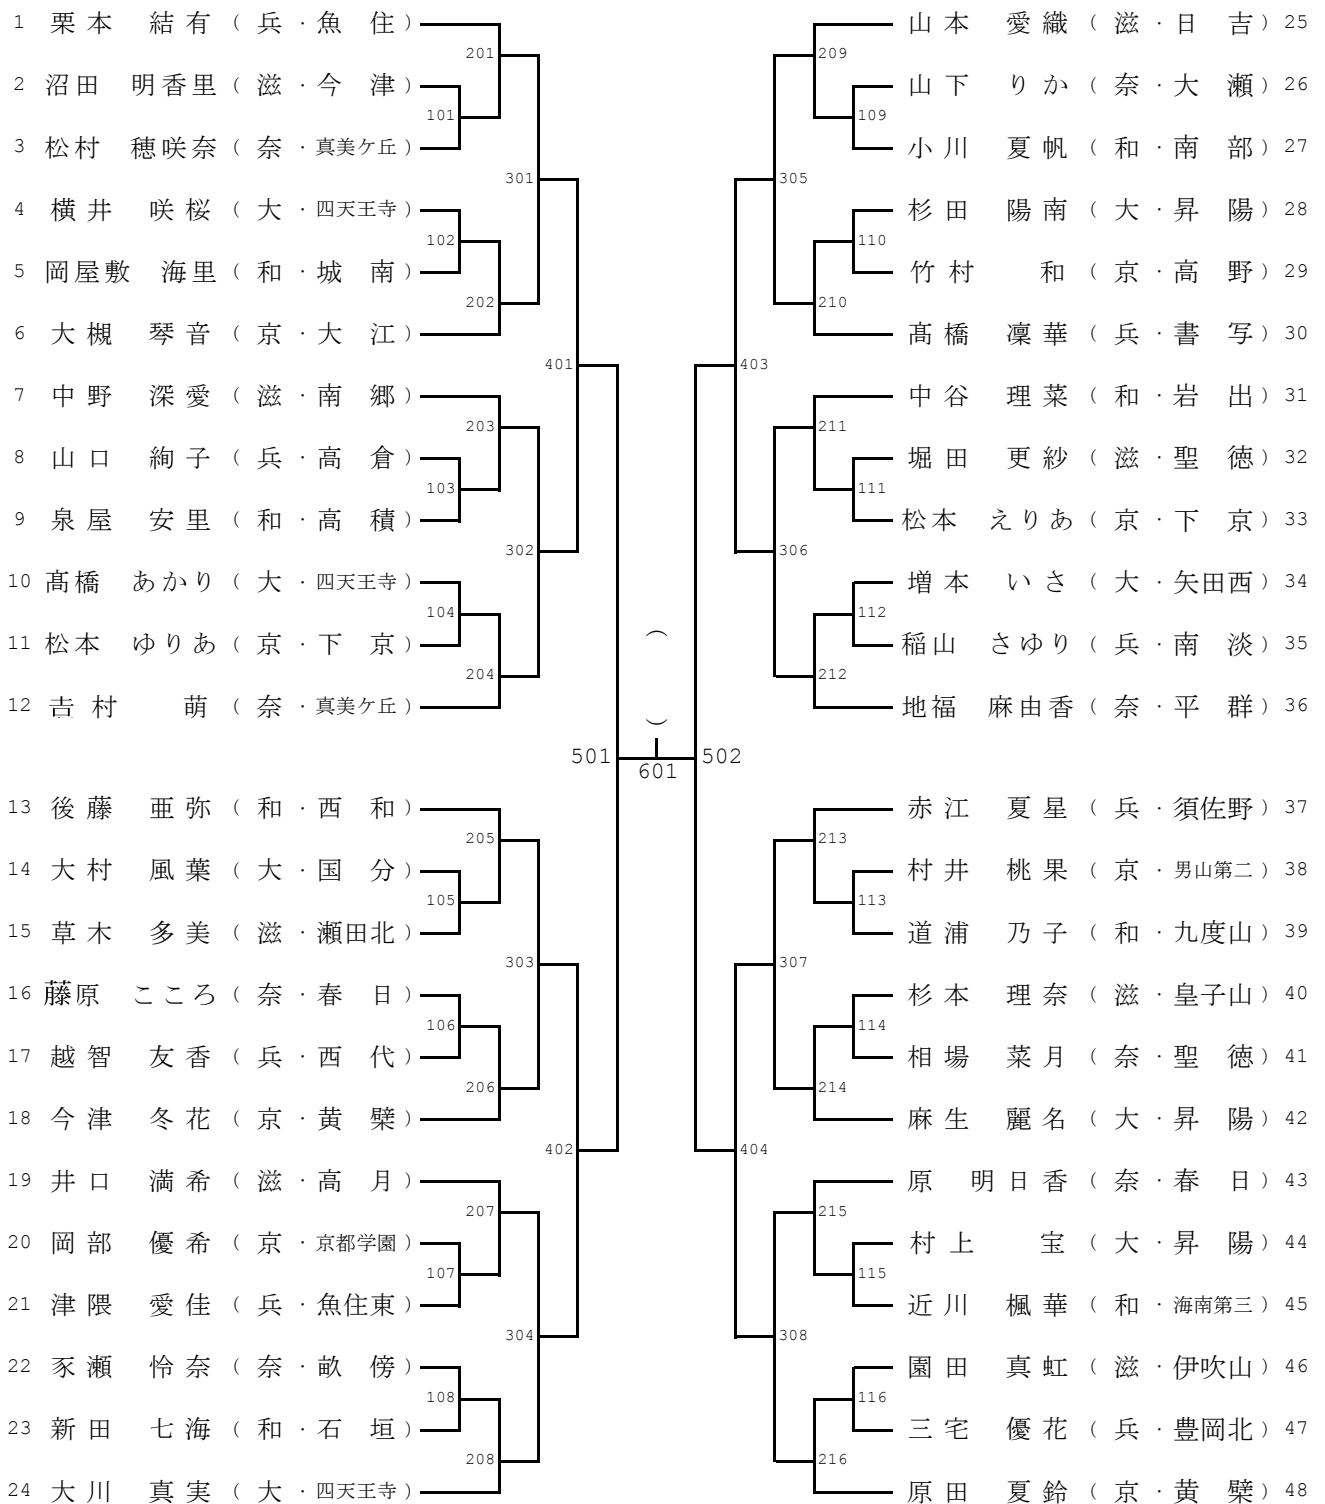 1 栗本 結有（兵・魚 住）
201
2 沼田 明香里（滋・今 津）
101
3 松村 穂咲奈（奈・真美ケ丘）
301
4 横井 咲桜（大・四天王寺）
102
5 岡屋敷 海里（和・城 南）
202
6 大槻 琴音（京・大 江）
401
7 中野 深愛（滋・南 郷）
203
8 山口 絢子（兵・高 倉）
103
9 泉屋 安里（和・高 積）
302
10 髙橋 あかり（大・四天王寺）
104
11 松本 ゆりあ（京・下 京）
204
12 𠮷村 萌（奈・真美ケ丘）
501
13 後藤 亜弥（和・西 和）
205
14 大村 風葉（大・国 分）
105
15 草木 多美（滋・瀬田北）
303
16 藤原 こころ（奈・春 日）
106
17 越智 友香（兵・西 代）
206
18 今津 冬花（京・黄 檗）
402
19 井口 満希（滋・高 月）
207
20 岡部 優希（京・京都学園）
107
21 津隈 愛佳（兵・魚住東）
304
22 豕瀬 怜奈（奈・畝 傍）
108
23 新田 七海（和・石 垣）
208
24 大川 真実（大・四天王寺）
（ ）
601
山本 愛織（滋・日 吉）25
209
山下 りか（奈・大 瀬）26
109
小川 夏帆（和・南 部）27
305
杉田 陽南（大・昇 陽）28
110
竹村 和（京・高 野）29
210
髙橋 凜華（兵・書 写）30
403
中谷 理菜（和・岩 出）31
211
堀田 更紗（滋・聖 徳）32
111
松本 えりあ（京・下 京）33
306
増本 いさ（大・矢田西）34
112
稲山 さゆり（兵・南 淡）35
212
地福 麻由香（奈・平 群）36
502
赤江 夏星（兵・須佐野）37
213
村井 桃果（京・男山第二）38
113
道浦 乃子（和・九度山）39
307
杉本 理奈（滋・皇子山）40
114
相場 菜月（奈・聖 徳）41
214
麻生 麗名（大・昇 陽）42
404
原 明日香（奈・春 日）43
215
村上 宝（大・昇 陽）44
115
近川 楓華（和・海南第三）45
308
園田 真虹（滋・伊吹山）46
116
三宅 優花（兵・豊岡北）47
216
原田 夏鈴（京・黄 檗）48